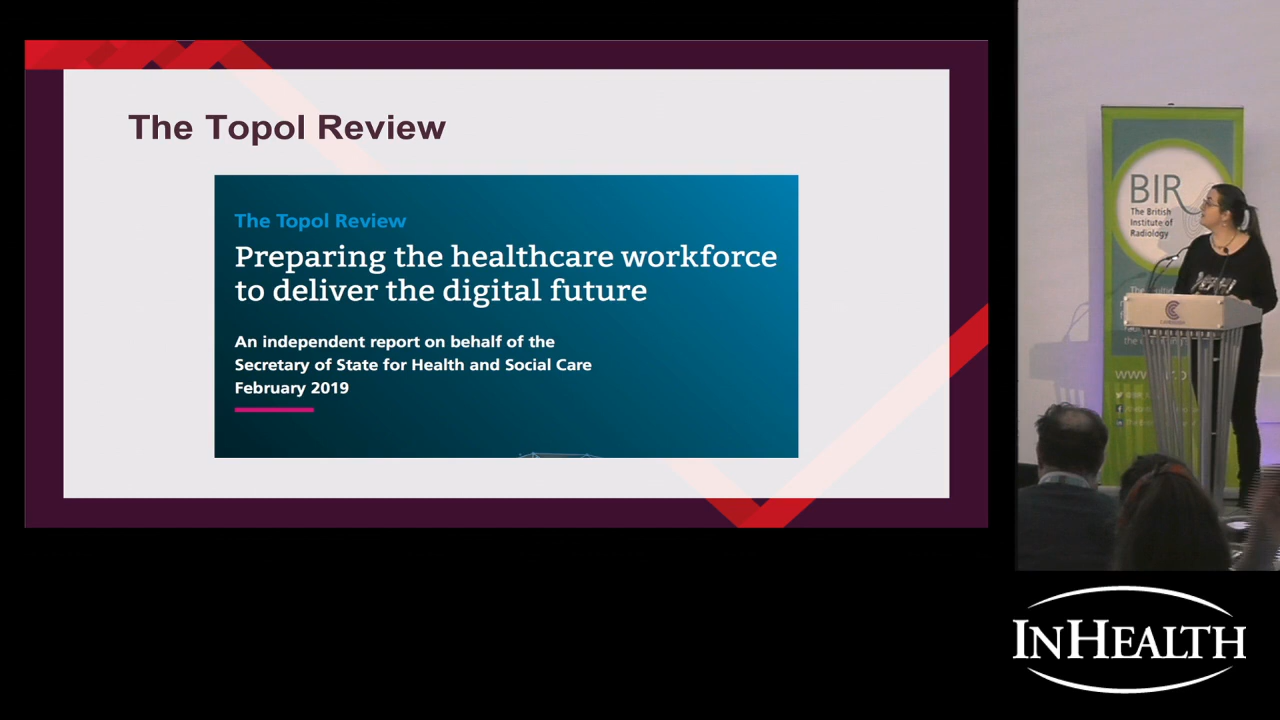 The Topol Review
The Topol Review
Preparing the healthcare workforce
to deliver the digital future
An independent report on behalf of the
Secretary of State for Health and Social Care
February 2019
BIR
The British
Institute of
Radiology
INHEALTH